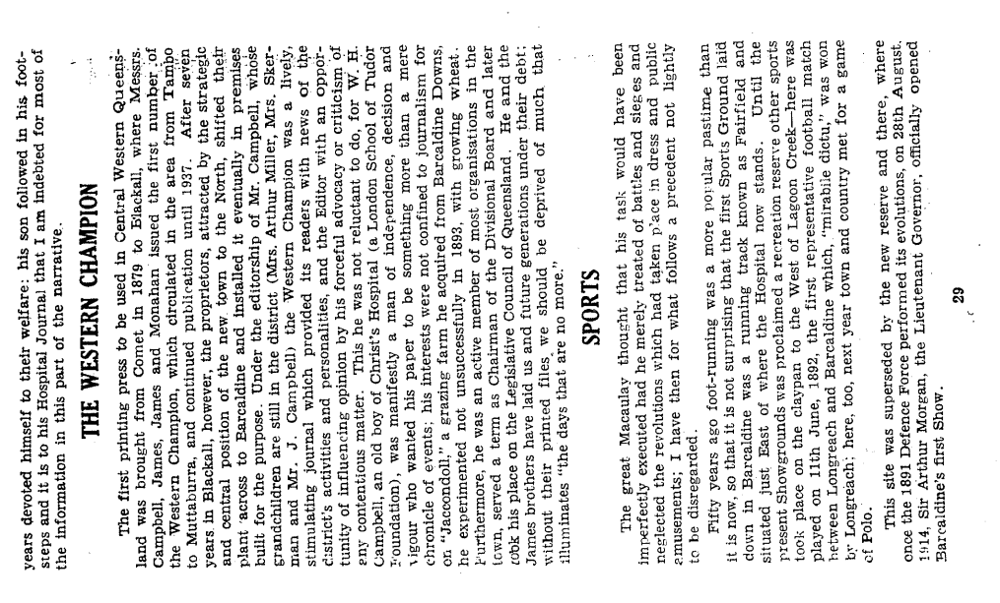 years devoted himself to their welfare: his son followed in his foot-
steps and it is to his Hospital Journal that I am indebted for most of
the information in this part of the narrative.
THE WESTERN CHAMPION
The first printing press to be used in Central Western Queens-
land was brought from Comet in 1879 to Blackall, where Messrs.
Campbell, James, James and Monahan issued the first number of
the Western Champion, which circulated in the area from Tambo
to Muttaburra, and continued publication until 1937. After seven
years in Blackall, however, the proprietors, attracted by the strategic
and central position of the new town to the North, shifted their
plant across to Barcaldine and installed it eventually in premises
built for the purpose. Under the editorship of Mr. Campbell, whose
grandchildren are still in the district (Mrs. Arthur Miller, Mrs. Sker-
man and Mr. J. Campbell) the Western Champion was a lively,
stimulating journal which provided its readers with news of the
district's activities and personalities, and the Editor with an oppor-
tunity of influencing opinion by his forceful advocacy or criticism of
any contentious matter. This he was not reluctant to do, for W. H.
Campbell, an old boy of Christ's Hospital (a London School of Tudor
Foundation), was manifestly a man of independence, decision and
vigour who wanted his paper to be something more than a mere
chronicle of events; his interests were not confined to journalism for
on "Jaccondoll," a grazing farm he acquired from Barcaldine Downs,
he experimented not unsuccessfully in 1893, with growing wheat.
Furthermore, he was an active member of most organisations in the
town, served a term as Chairman of the Divisional Board and later
took his place on the Legislative Council of Queensland. He and the
James brothers have laid us and future generations under their debt;
without their printed files we should be deprived of much that
illuminates "the days that are no more."
SPORTS
The great Macaulay thought that his task would have been
imperfectly executed had he merely treated of battles and sieges and
neglected the revolutions which had taken place in dress and public
amusements; I have then for what follows a precedent not lightly
to be disregarded.
Fifty years ago foot-running was a more popular pastime than
it is now, so that it is not surprising that the first Sports Ground laid
down in Barcaldine was a running track known as Fairfield and
situated just East of where the Hospital now stands. Until the
present Showgrounds was proclaimed a recreation reserve other sports
took place on the claypan to the West of Lagoon Creek—here was
played on 11th June, 1892, the first representative football match
between Longreach and Barcaldine which, "mirabile dictu," was won
by Longreach; here, too, next year town and country met for a game
of Polo.
This site was superseded by the new reserve and there, where
once the 1891 Defence Force performed its evolutions, on 28th August.
1914, Sir Arthur Morgan, the Lieutenant Governor, officially opened
Barcaldine's first Show.
29